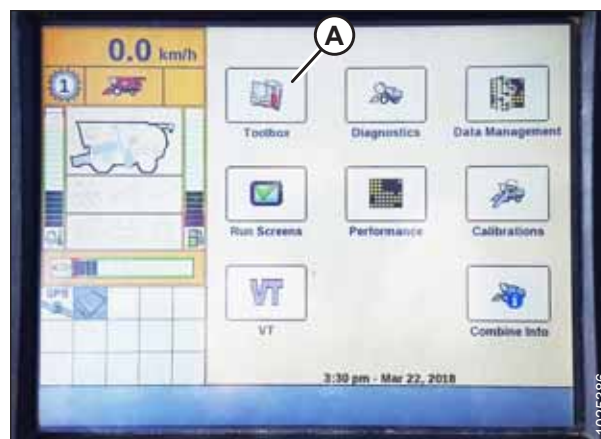 A
0.0 km/h
1
Toolbox
Diagnostics
Data Management
Run Screens
Performance
Calibrations
GPS
VT
VT
Combine Info
3:30 pm - Mar 22, 2018
1025286